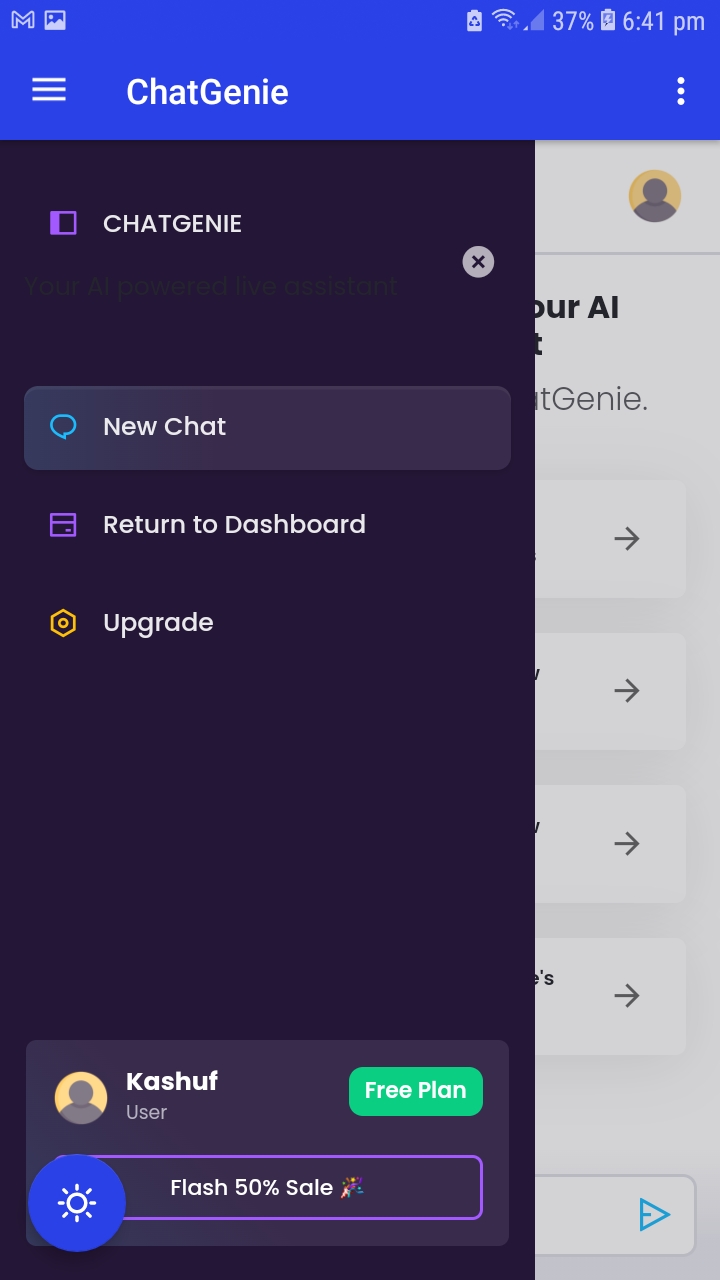 37% 6:41 pm
ChatGenie
CHATGENIE
Your AI powered live assistant
our AI
t
atGenie.
New Chat
s
Return to Dashboard
Upgrade
w
w
e's
Kashuf
User
Free Plan
Flash 50% Sale 🎉